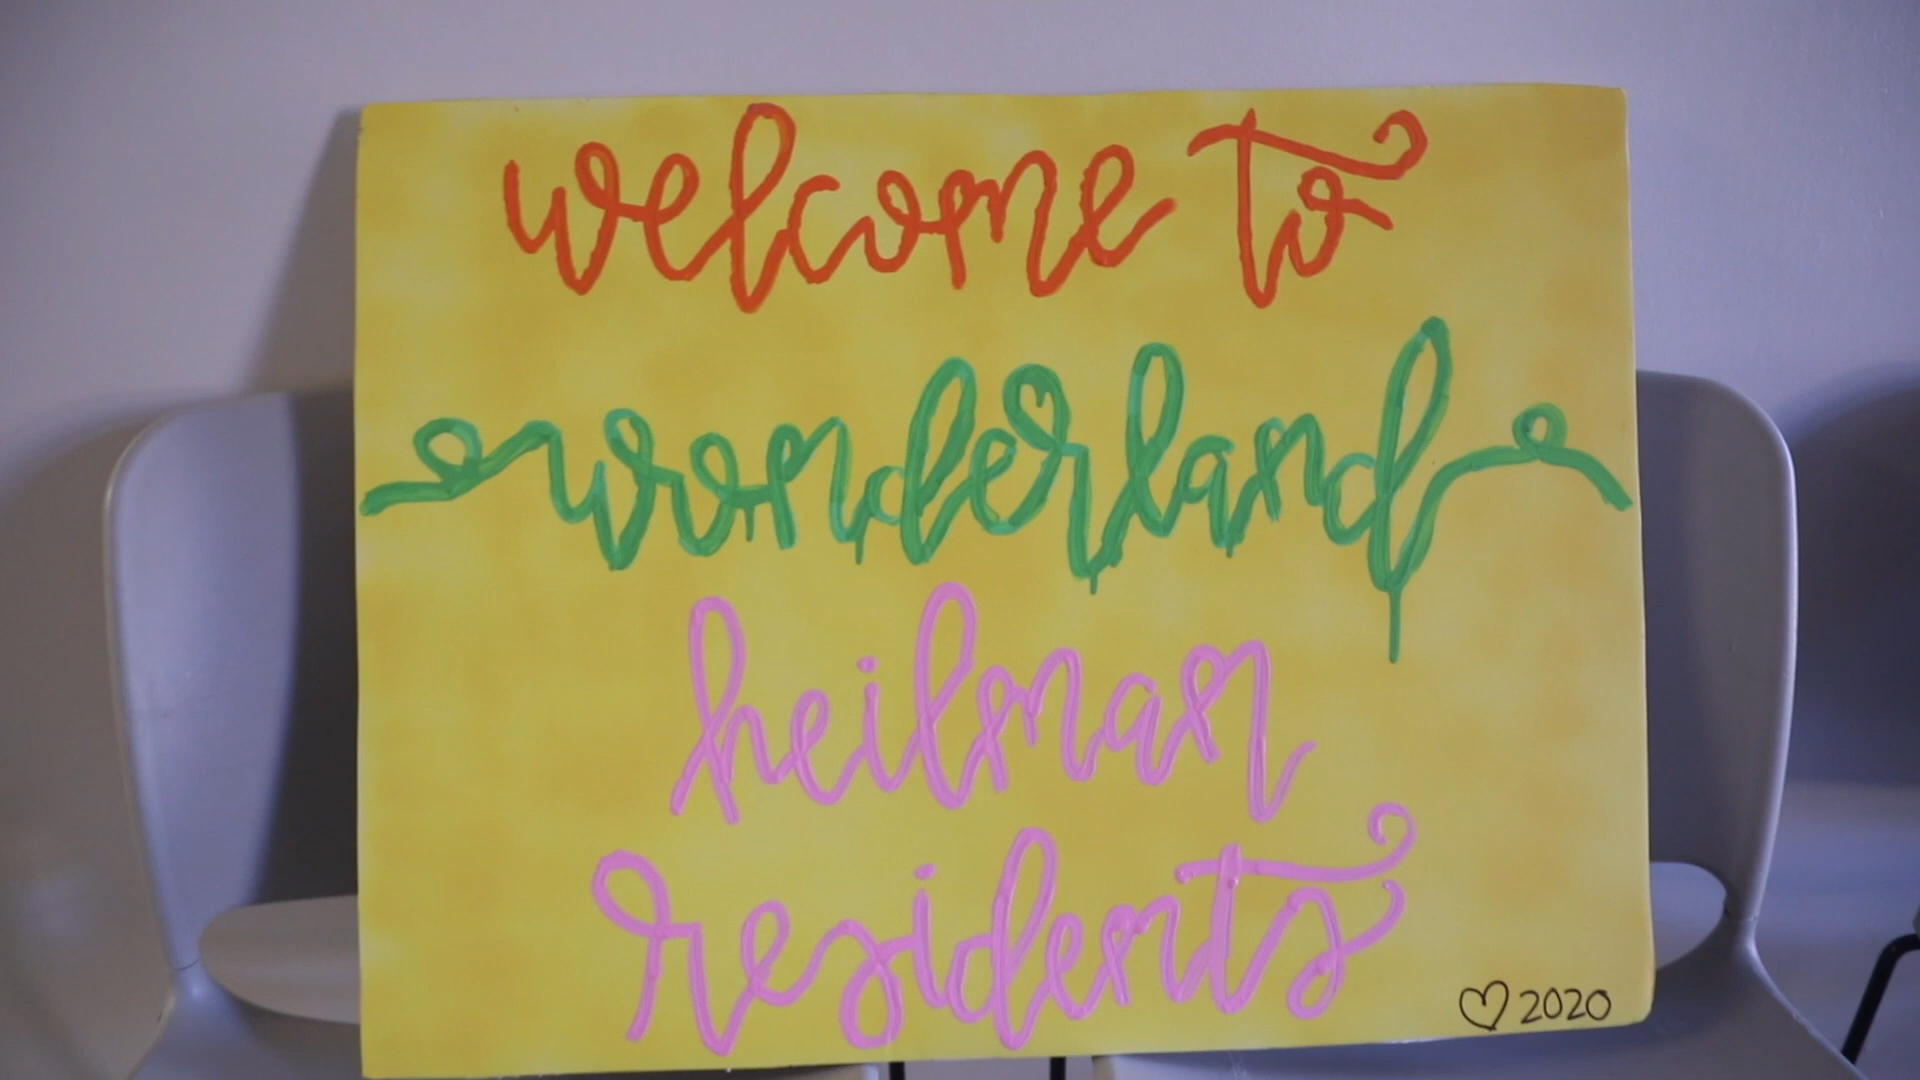 welcome to
wonderland
heilman
residents
♡ 2020